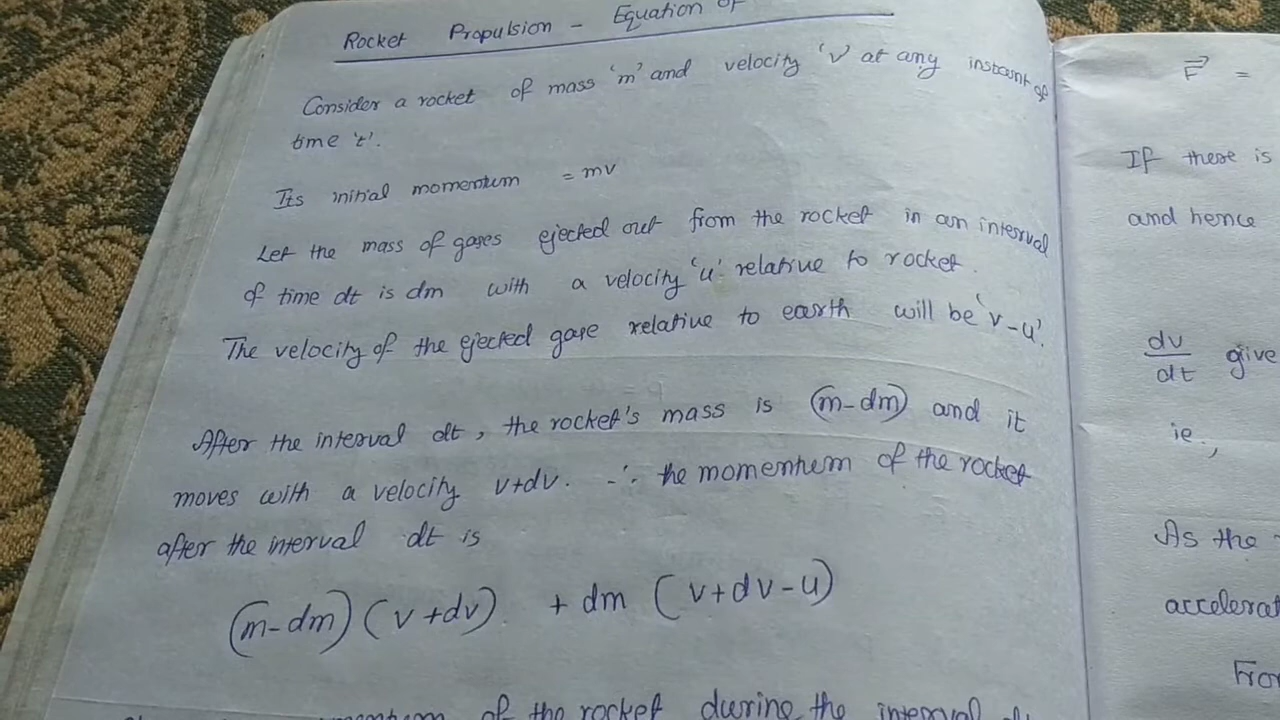 Rocket Propulsion - Equation of
Consider a rocket of mass 'm' and velocity 'v' at any instant of
time 't'.
Its initial momentum = mv
Let the mass of gases ejected out from the rocket in an interval
of time dt is dm with a velocity 'u' relative to rocket.
The velocity of the ejected gase relative to earth will be 'v-u'.
After the interval dt, the rocket's mass is (m-dm) and it
moves with a velocity v+dv. ∴ the momentum of the rocket
after the interval dt is
(m-dm) (v+dv) + dm (v+dv-u)
of the rocket during the interval
F⃗ =
If there is
and hence
dv/dt give
ie.,
As the
From